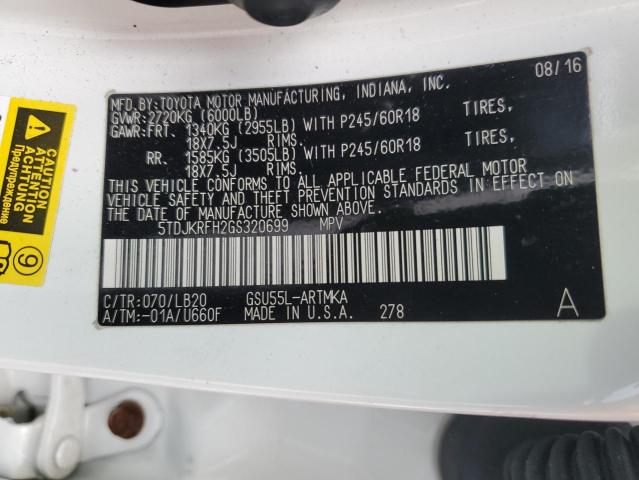 08/16
MFD.BY:TOYOTA MOTOR MANUFACTURING, INDIANA, INC.
GVWR:2720KG (6000LB)
GAWR:FRT. 1340KG (2955LB) WITH P245/60R18 TIRES,
18X7.5J RIMS.
RR. 1585KG (3505LB) WITH P245/60R18 TIRES,
18X7.5J RIMS.
THIS VEHICLE CONFORMS TO ALL APPLICABLE FEDERAL MOTOR
VEHICLE SAFETY AND THEFT PREVENTION STANDARDS IN EFFECT ON
THE DATE OF MANUFACTURE SHOWN ABOVE.
5TDJKRFH2GS320699 MPV
C/TR:070/LB20 GSU55L-ARTMKA
A/TM:-01A/U660F MADE IN U.S.A. 278 A
CAUTION
ATTENTION
ACHTUNG
Предупреждение
9